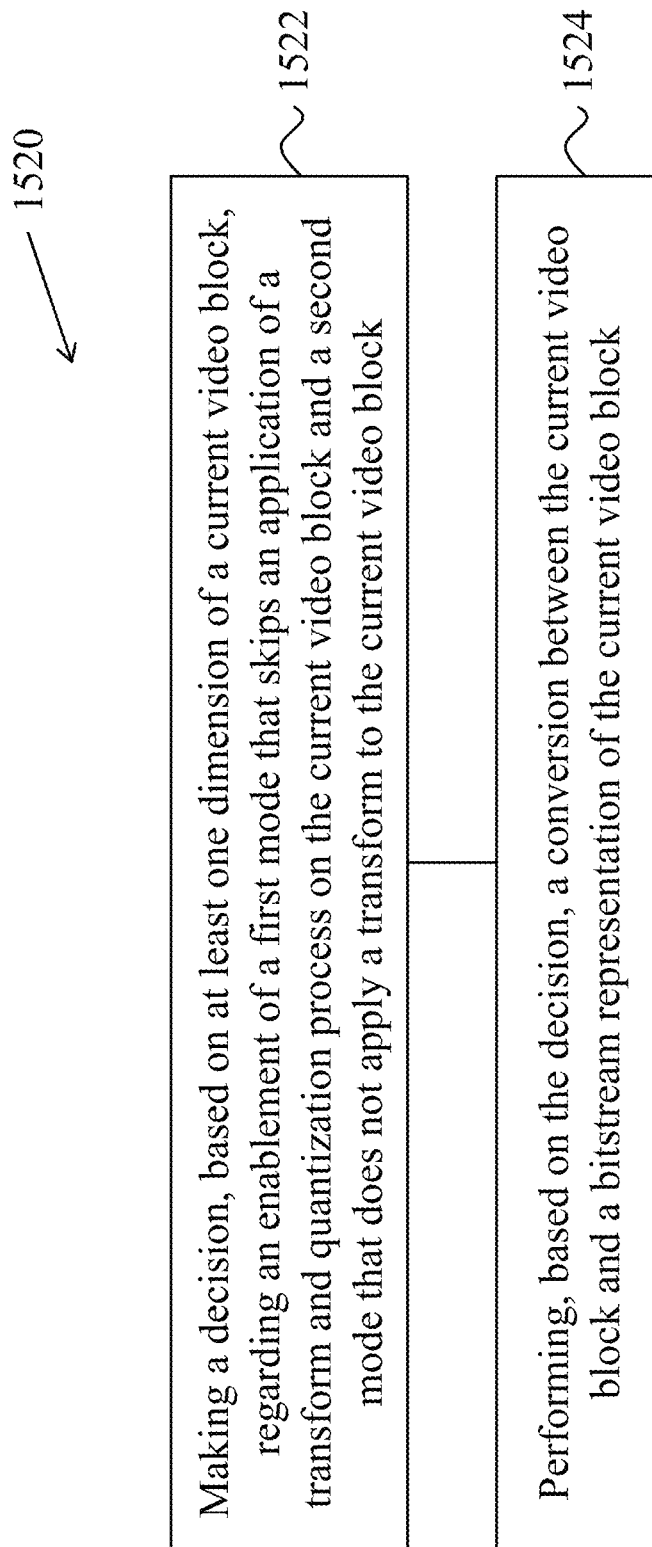 1520
Making a decision, based on at least one dimension of a current video block,
regarding an enablement of a first mode that skips an application of a
transform and quantization process on the current video block and a second
mode that does not apply a transform to the current video block
1522
Performing, based on the decision, a conversion between the current video
block and a bitstream representation of the current video block
1524